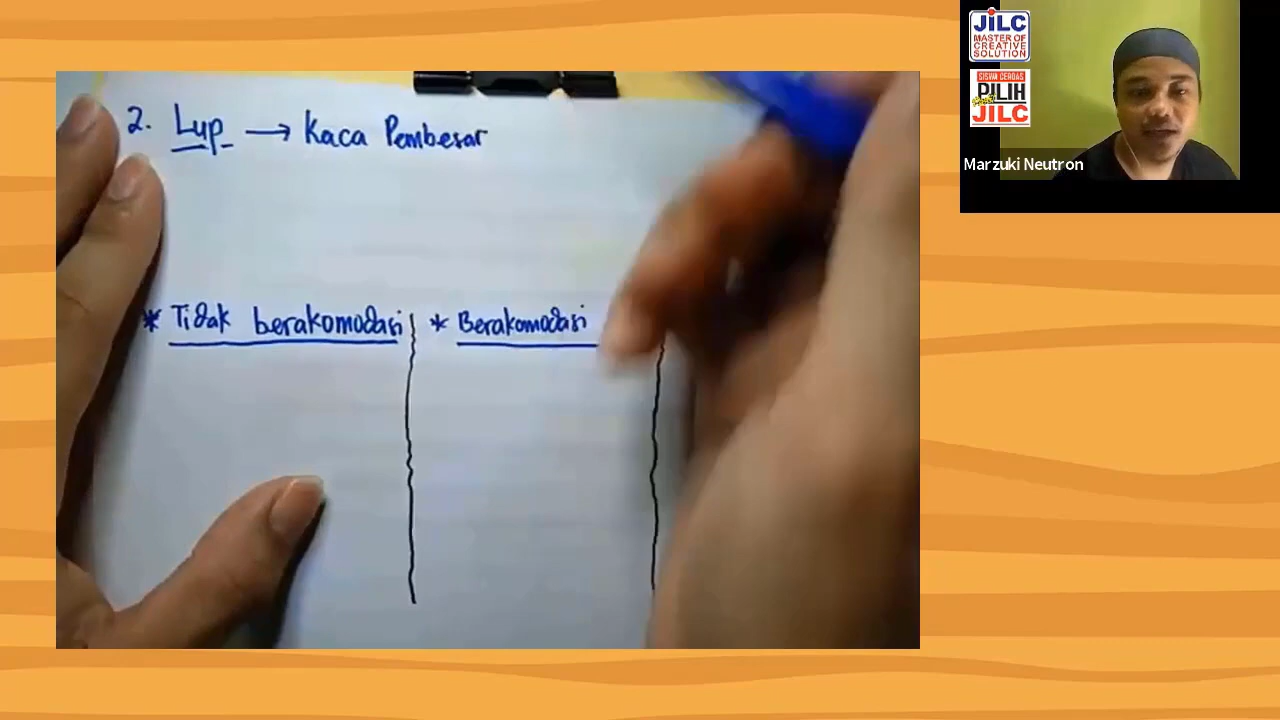 2. Lup → Kaca Pembesar
* Tidak berakomodasi
* Berakomodasi
JILC
MASTER OF
CREATIVE
SOLUTION
SISWA CERDAS
PILIH
JILC
Marzuki Neutron